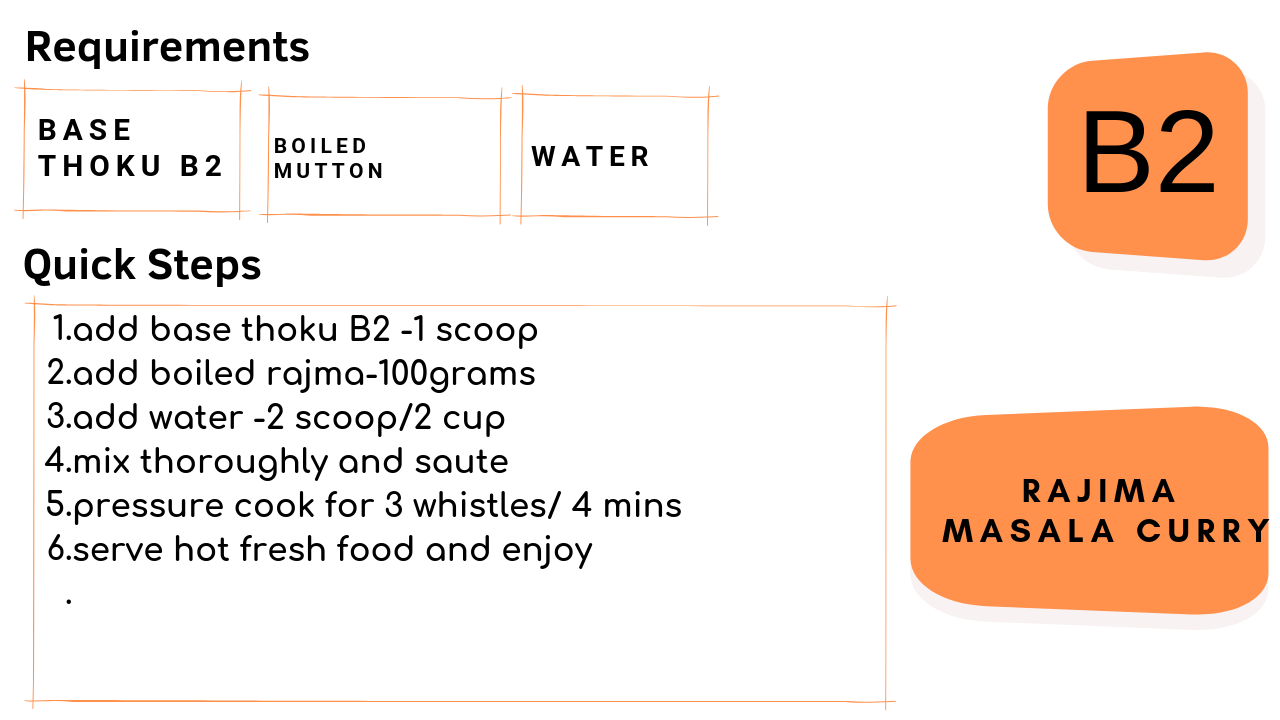 Requirements
BASE
THOKU B2
BOILED
MUTTON
WATER
B2
Quick Steps
1.add base thoku B2 -1 scoop
2.add boiled rajma-100grams
3.add water -2 scoop/2 cup
4.mix thoroughly and saute
5.pressure cook for 3 whistles/ 4 mins
6.serve hot fresh food and enjoy
.
RAJIMA
MASALA CURRY